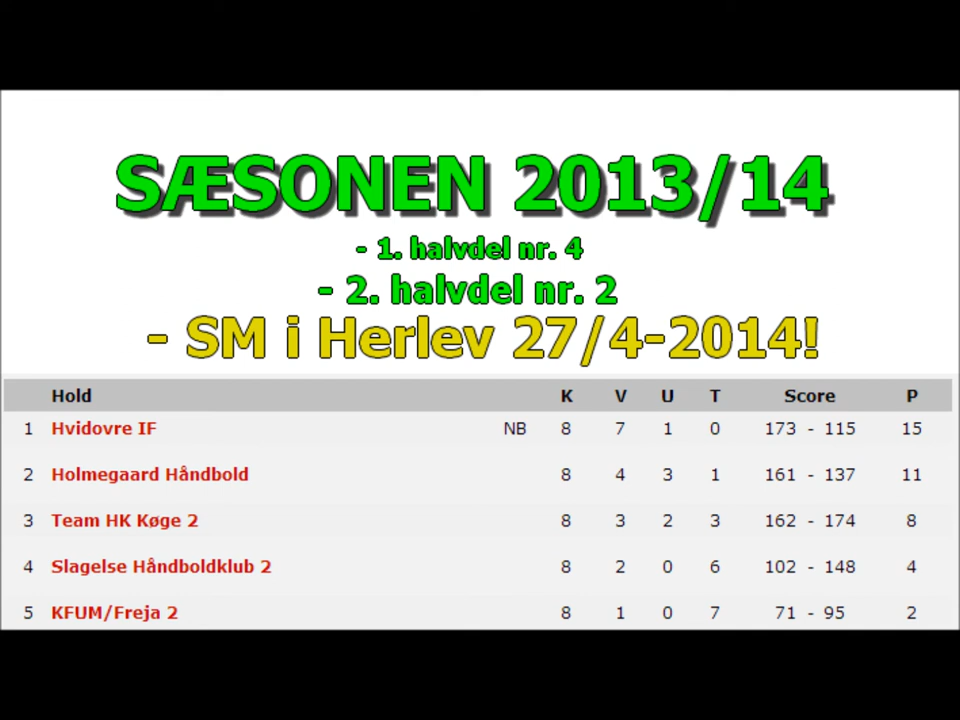 SÆSONEN 2013/14
- 1. halvdel nr. 4
- 2. halvdel nr. 2
- SM i Herlev 27/4-2014!
Hold K V U T Score P
1 Hvidovre IF NB 8 7 1 0 173 - 115 15
2 Holmegaard Håndbold 8 4 3 1 161 - 137 11
3 Team HK Køge 2 8 3 2 3 162 - 174 8
4 Slagelse Håndboldklub 2 8 2 0 6 102 - 148 4
5 KFUM/Freja 2 8 1 0 7 71 - 95 2